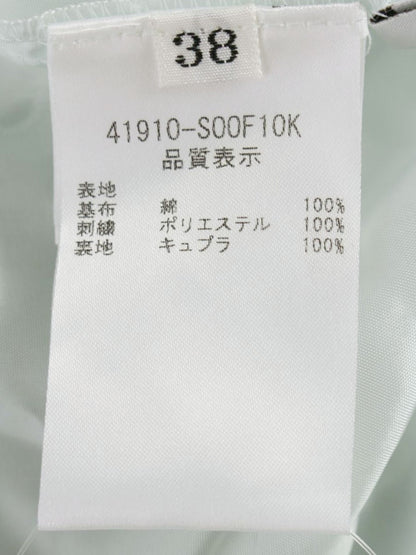 38
41910-S00F10K
品質表示
表地
基布 綿 100%
刺繍 ポリエステル 100%
裏地 キュプラ 100%